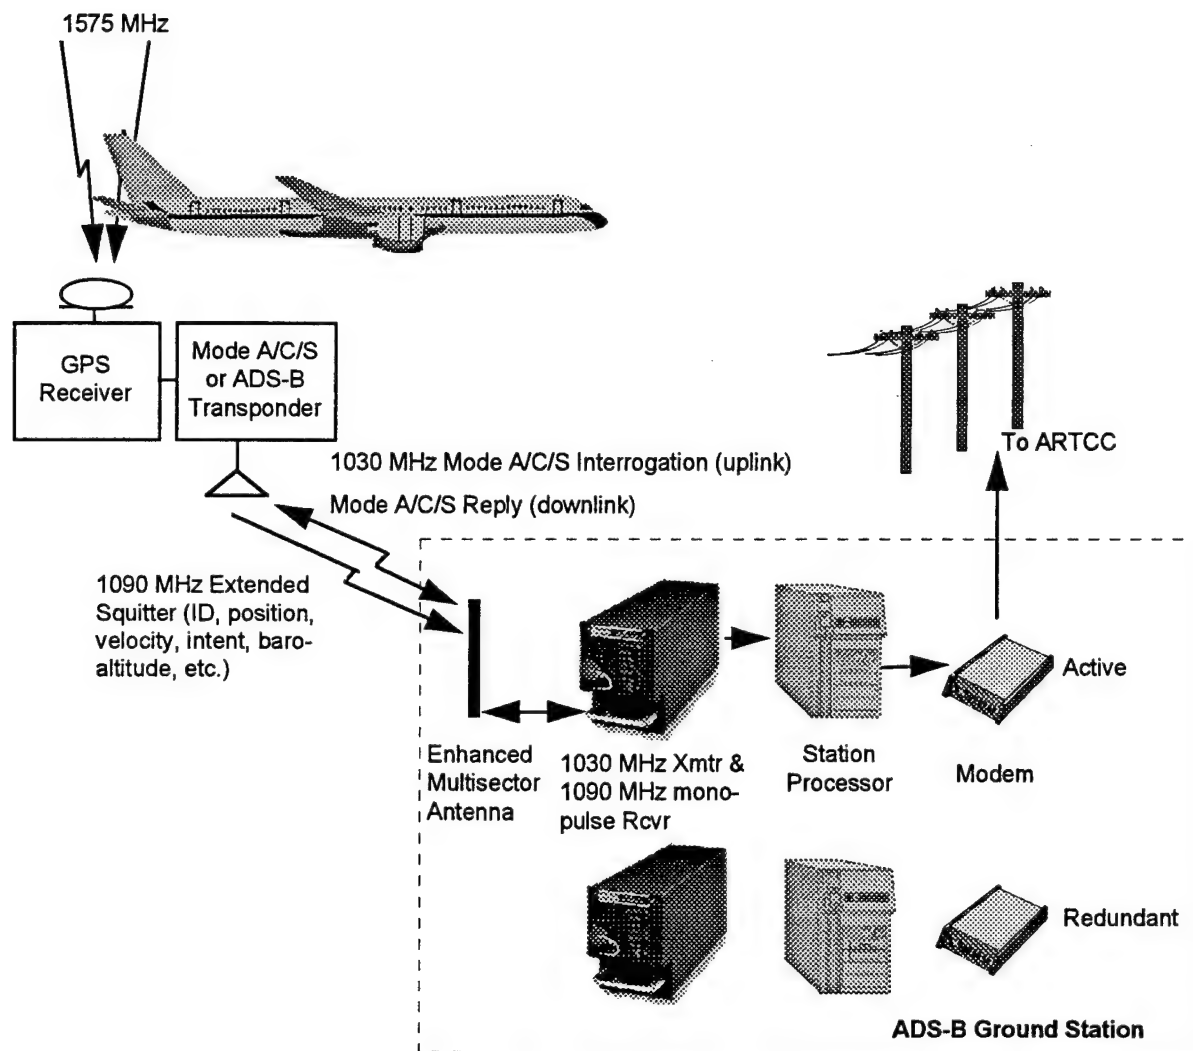 1575 MHz
GPS
Receiver
Mode A/C/S
or ADS-B
Transponder
To ARTCC
1030 MHz Mode A/C/S Interrogation (uplink)
Mode A/C/S Reply (downlink)
1090 MHz Extended
Squitter (ID, position,
velocity, intent, baro-
altitude, etc.)
Active
Enhanced
Multisector
Antenna
1030 MHz Xmtr &
1090 MHz mono-
pulse Rcvr
Station
Processor
Modem
Redundant
ADS-B Ground Station